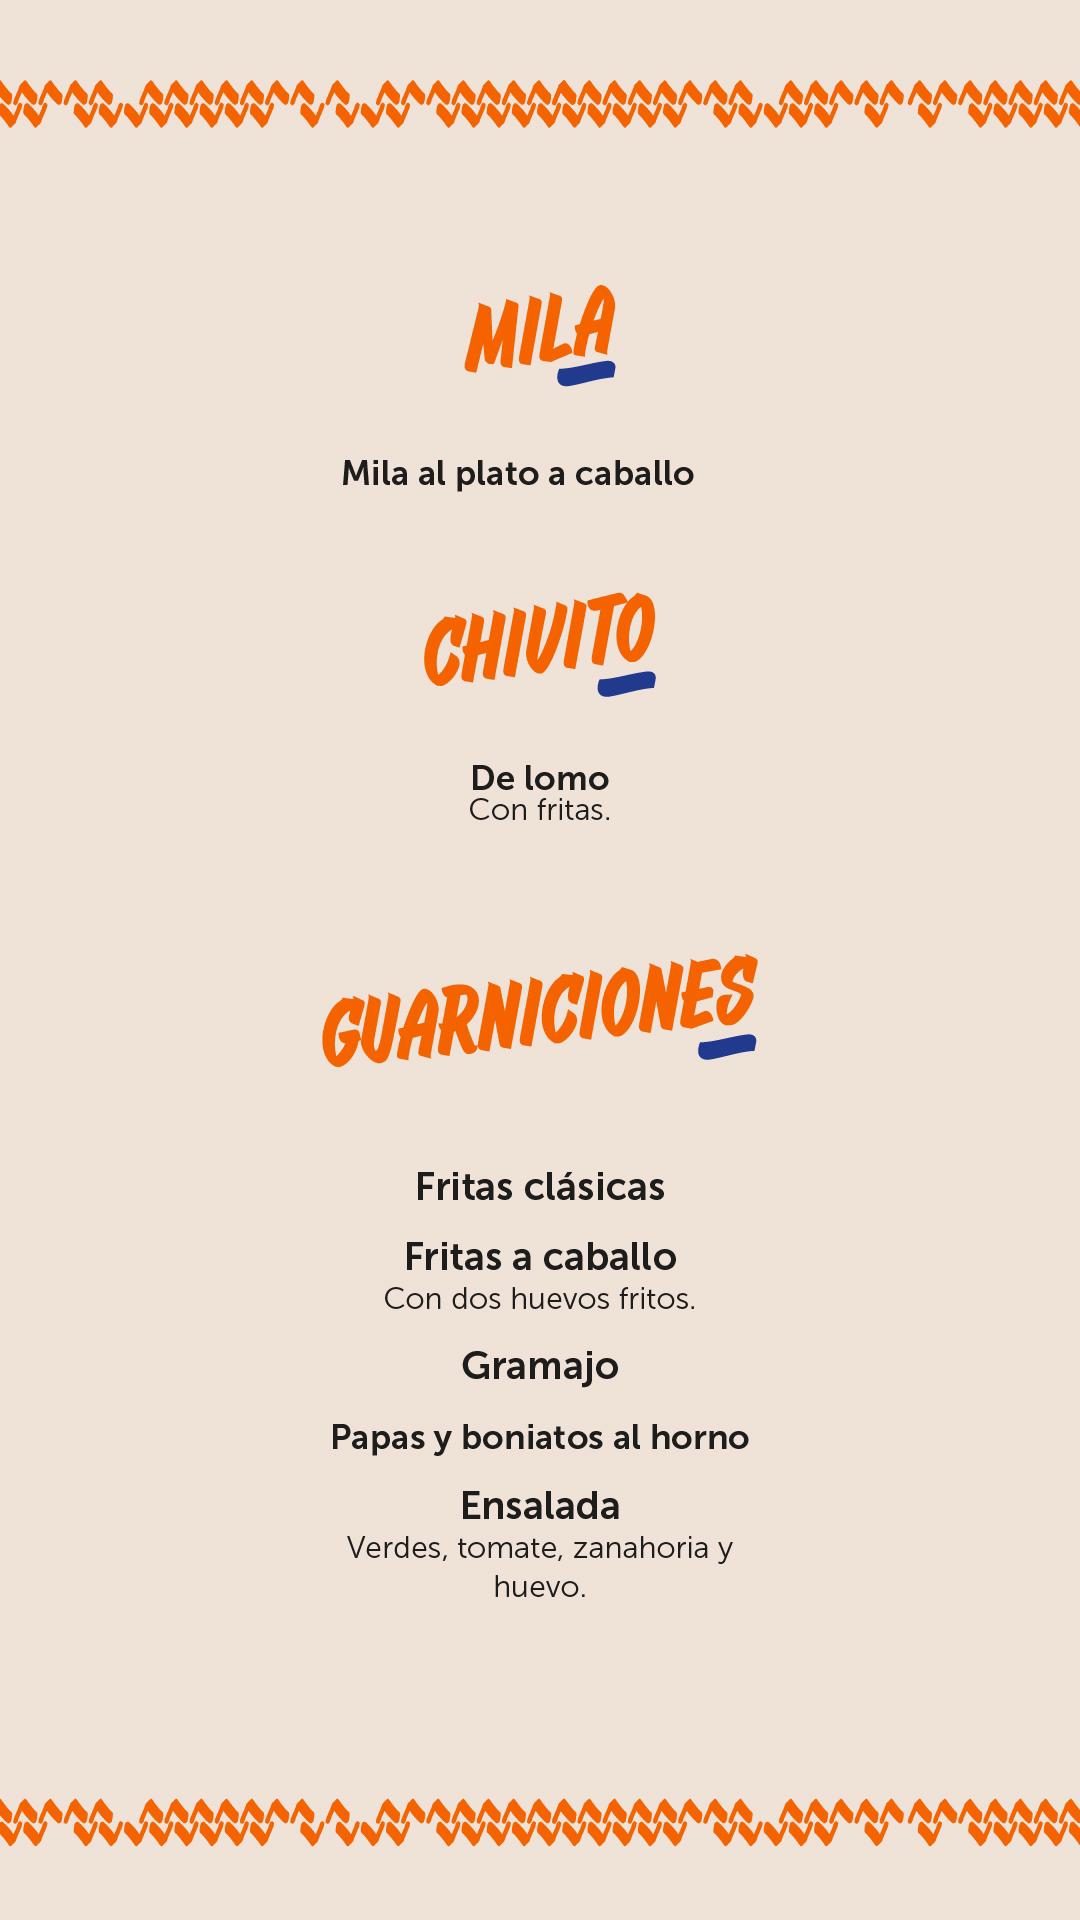 MILA
Mila al plato a caballo
CHIVITO
De lomo
Con fritas.
GUARNICIONES
Fritas clásicas
Fritas a caballo
Con dos huevos fritos.
Gramajo
Papas y boniatos al horno
Ensalada
Verdes, tomate, zanahoria y
huevo.